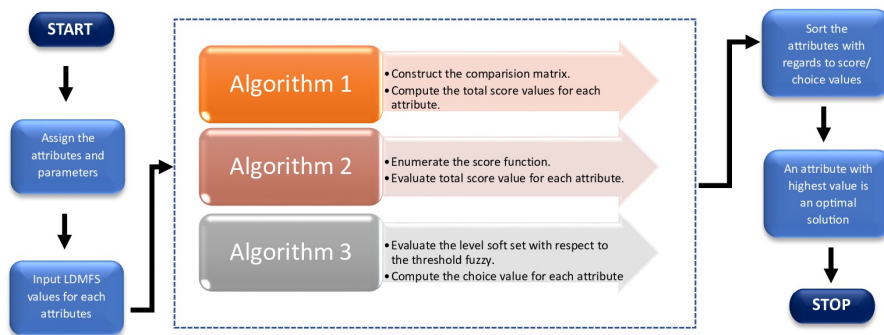 START
Assign the
attributes and
parameters
Input LDMFS
values for each
attributes
Algorithm 1
• Construct the comparision matrix.
• Compute the total score values for each
attribute.
Algorithm 2
• Enumerate the score function.
• Evaluate total score value for each attribute.
Algorithm 3
• Evaluate the level soft set with respect to
the threshold fuzzy.
• Compute the choice value for each attribute
Sort the
attributes with
regards to score/
choice values
An attribute with
highest value is
an optimal
solution
STOP